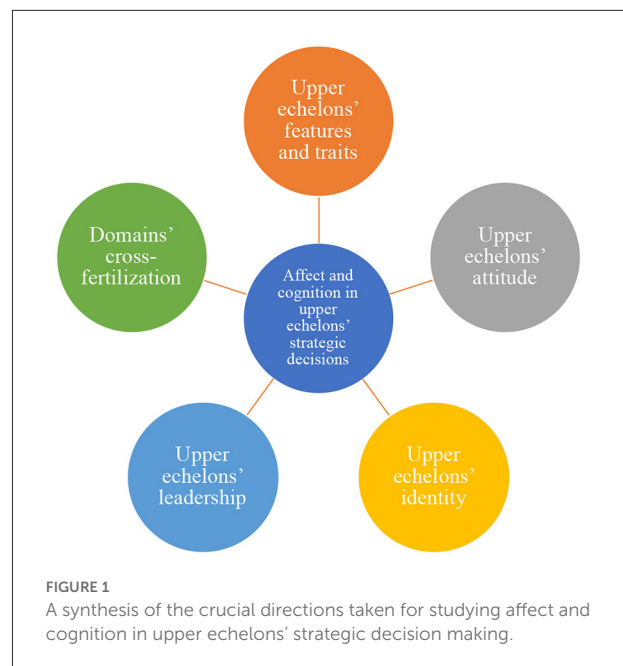 Upper
echelons’
features
and traits
Domains’
cross-
fertilization
Upper
echelons’
attitude
Affect and
cognition in
upper
echelons’
strategic
decisions
Upper
echelons’
leadership
Upper
echelons’
identity
FIGURE 1
A synthesis of the crucial directions taken for studying affect and
cognition in upper echelons’ strategic decision making.